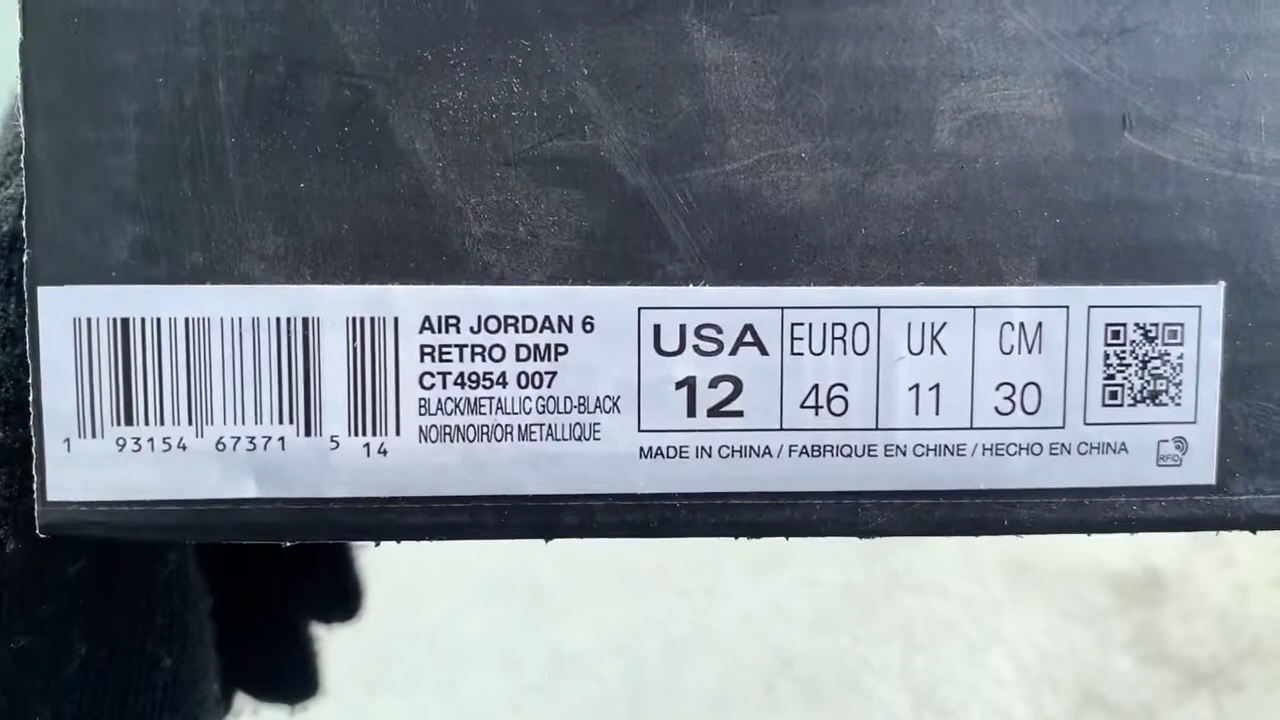 AIR JORDAN 6
RETRO DMP
CT4954 007
BLACK/METALLIC GOLD-BLACK
NOIR/NOIR/OR METALLIQUE
1 93154 67371 5 14
USA EURO UK CM
12 46 11 30
MADE IN CHINA / FABRIQUE EN CHINE / HECHO EN CHINA
RFID